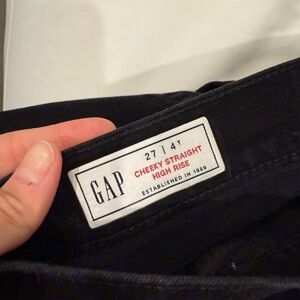 GAP
27 | 4T
CHEEKY STRAIGHT
HIGH RISE
ESTABLISHED IN 1969